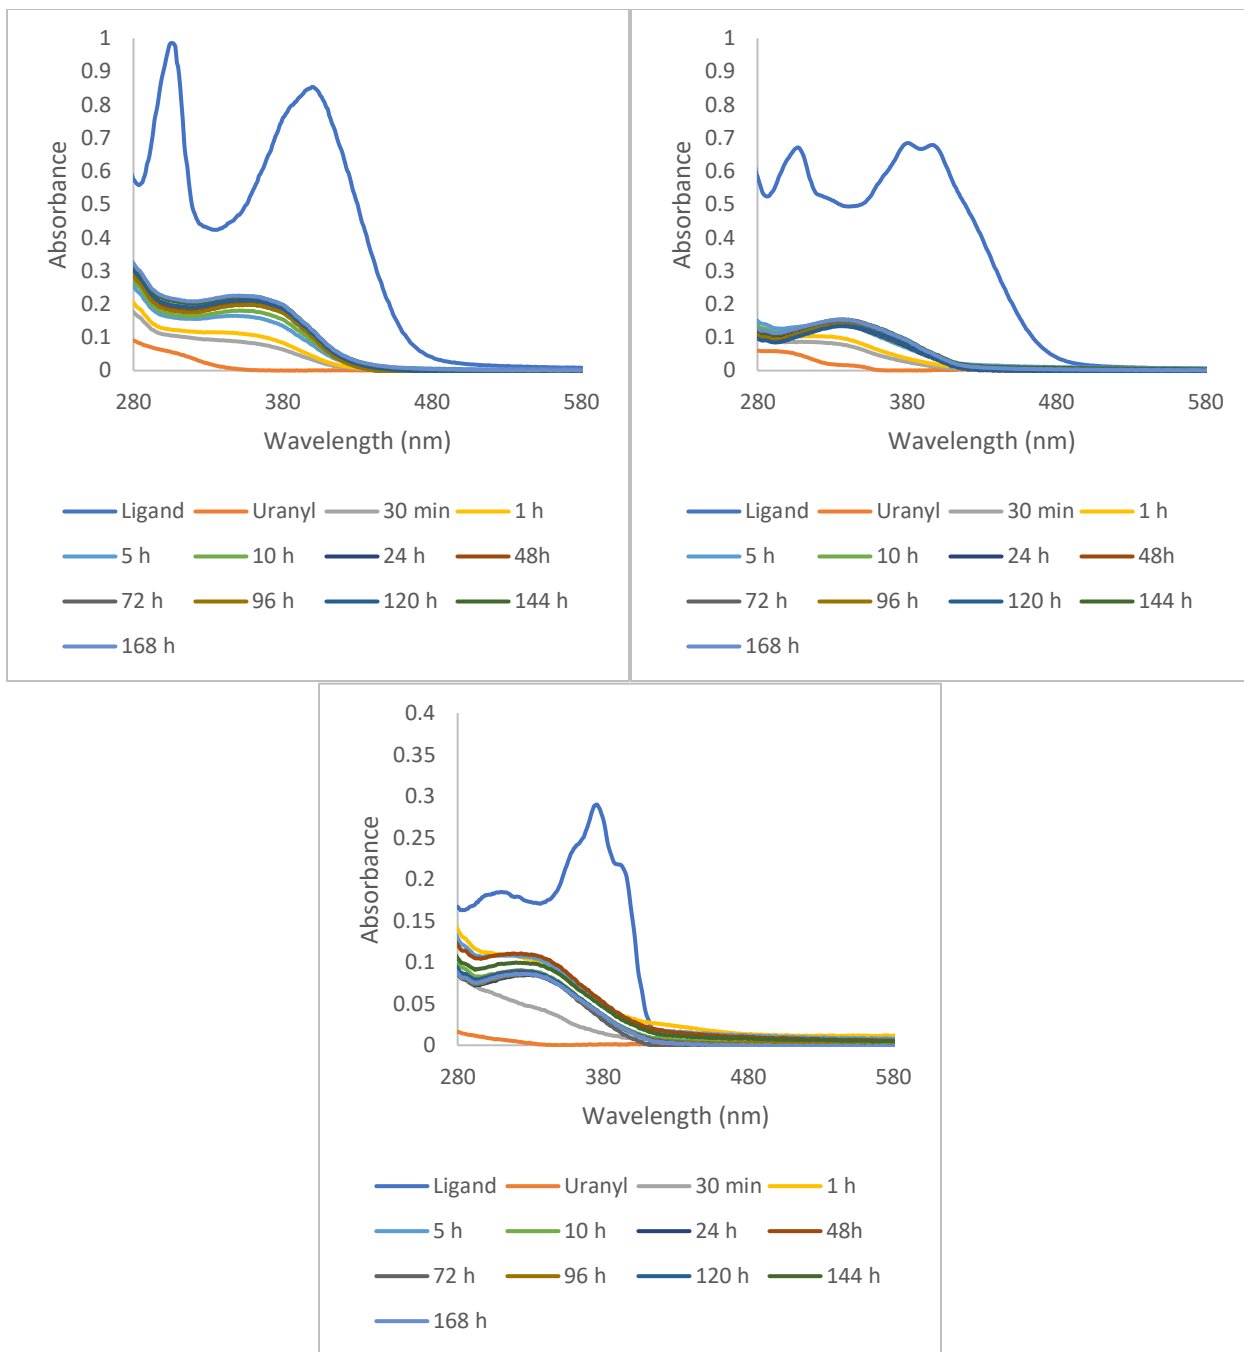 1
0.9
0.8
0.7
0.6
0.5
0.4
0.3
0.2
0.1
0
Absorbance
280 380 480 580
Wavelength (nm)
Ligand Uranyl 30 min 1 h
5 h 10 h 24 h 48h
72 h 96 h 120 h 144 h
168 h
1
0.9
0.8
0.7
0.6
0.5
0.4
0.3
0.2
0.1
0
Absorbance
280 380 480 580
Wavelength (nm)
Ligand Uranyl 30 min 1 h
5 h 10 h 24 h 48h
72 h 96 h 120 h 144 h
168 h
0.4
0.35
0.3
0.25
0.2
0.15
0.1
0.05
0
Absorbance
280 380 480 580
Wavelength (nm)
Ligand Uranyl 30 min 1 h
5 h 10 h 24 h 48h
72 h 96 h 120 h 144 h
168 h